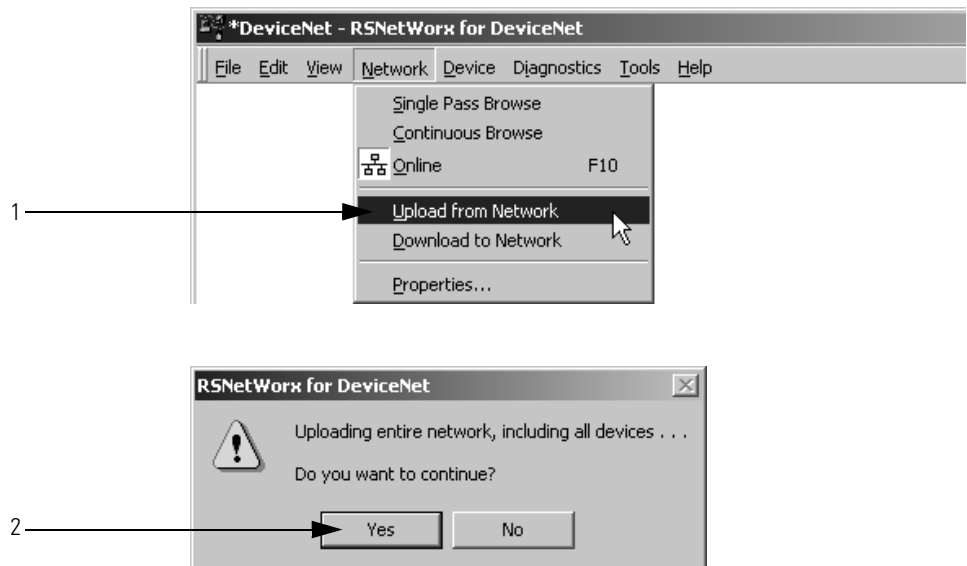 *DeviceNet - RSNetWorx for DeviceNet
File Edit View Network Device Diagnostics Tools Help
Single Pass Browse
Continuous Browse
Online F10
1
Upload from Network
Download to Network
Properties...
RSNetWorx for DeviceNet
Uploading entire network, including all devices . . .
Do you want to continue?
2
Yes No